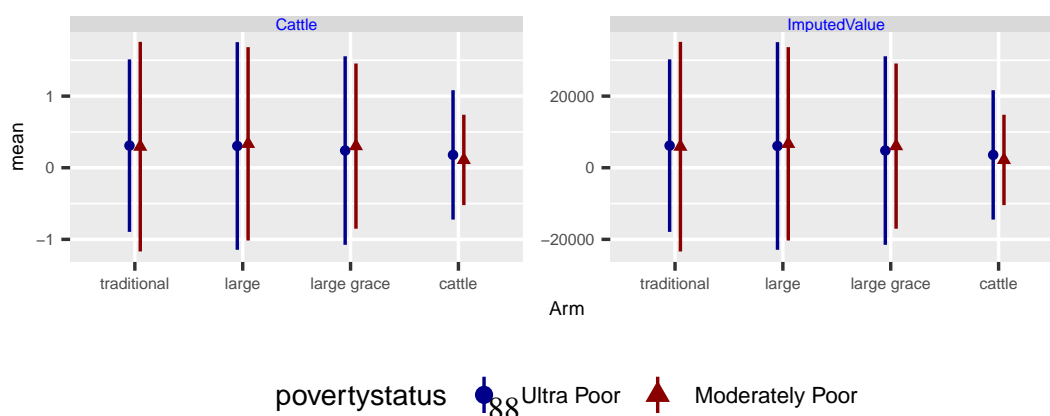 Cattle ImputedValue
mean
1
0
−1
20000
0
−20000
traditional large large grace cattle traditional large large grace cattle
Arm
povertystatus Ultra Poor Moderately Poor
88